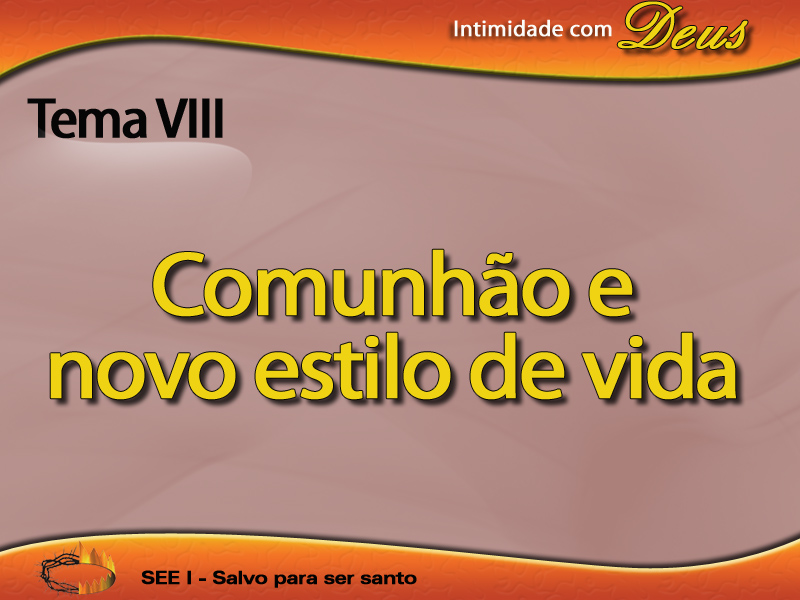 Intimidade com Deus
Tema VIII
Comunhão e
novo estilo de vida
SEE I - Salvo para ser santo